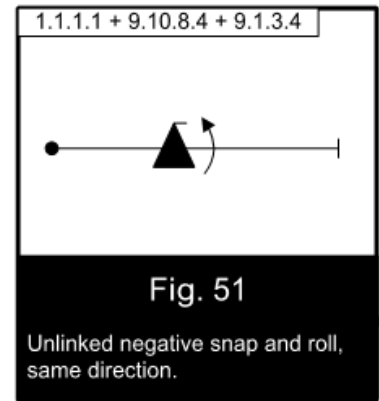 1.1.1.1 + 9.10.8.4 + 9.1.3.4
Fig. 51
Unlinked negative snap and roll,
same direction.